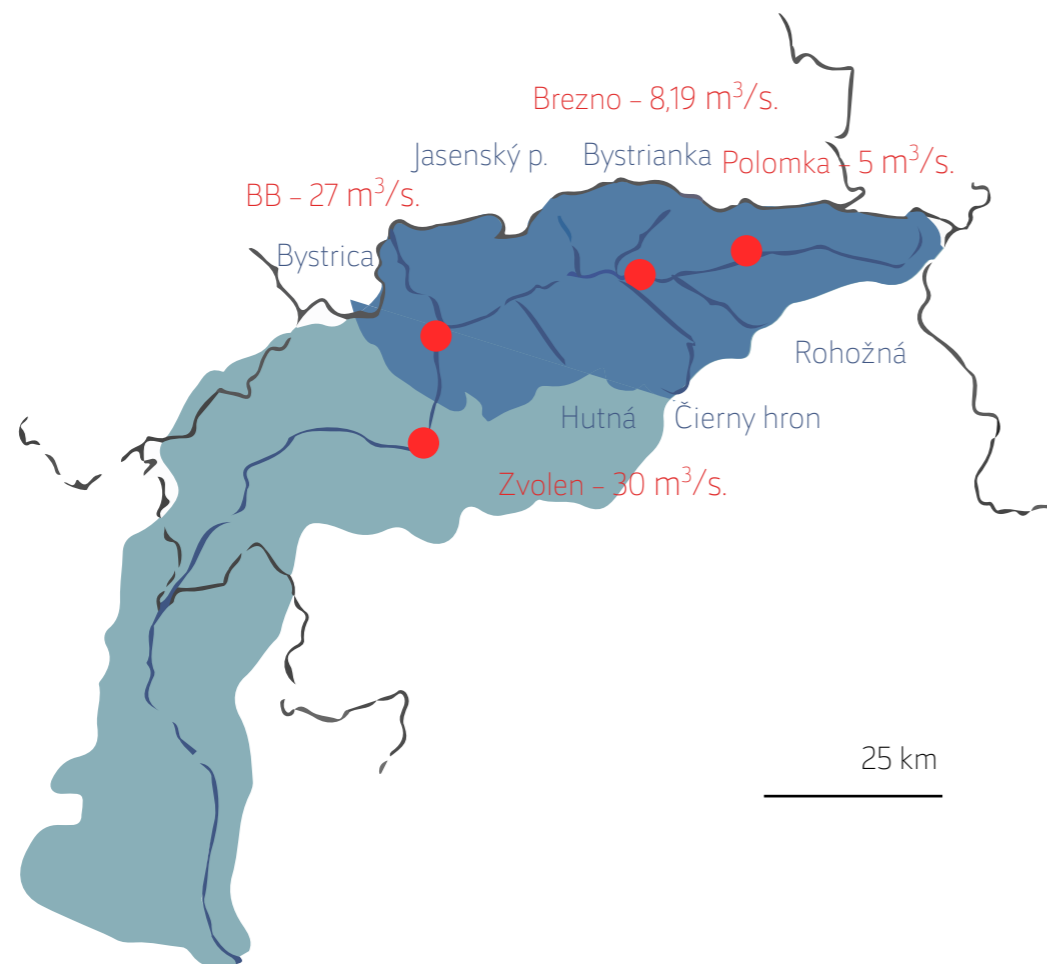 Brezno – 8,19 m³/s.
Jasenský p.
Bystrianka
Polomka – 5 m³/s.
BB – 27 m³/s.
Bystrica
Rohožná
Hutná
Čierny hron
Zvolen – 30 m³/s.
25 km